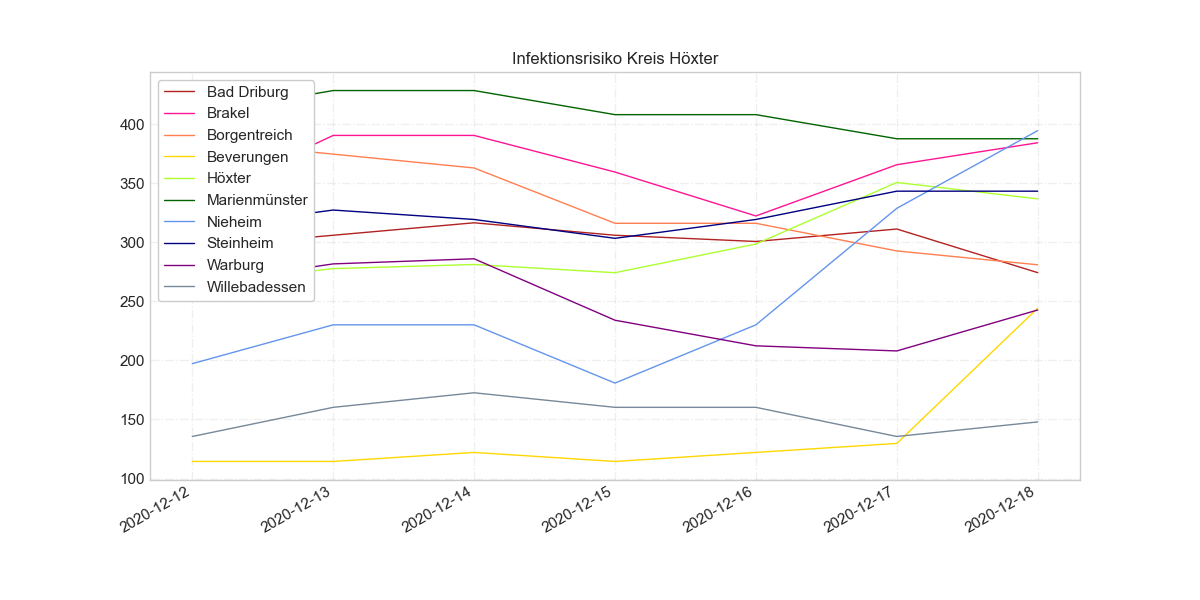 Infektionsrisiko Kreis Höxter
Bad Driburg
Brakel
Borgentreich
Beverungen
Höxter
Marienmünster
Nieheim
Steinheim
Warburg
Willebadessen
400
350
300
250
200
150
100
2020-12-12
2020-12-13
2020-12-14
2020-12-15
2020-12-16
2020-12-17
2020-12-18